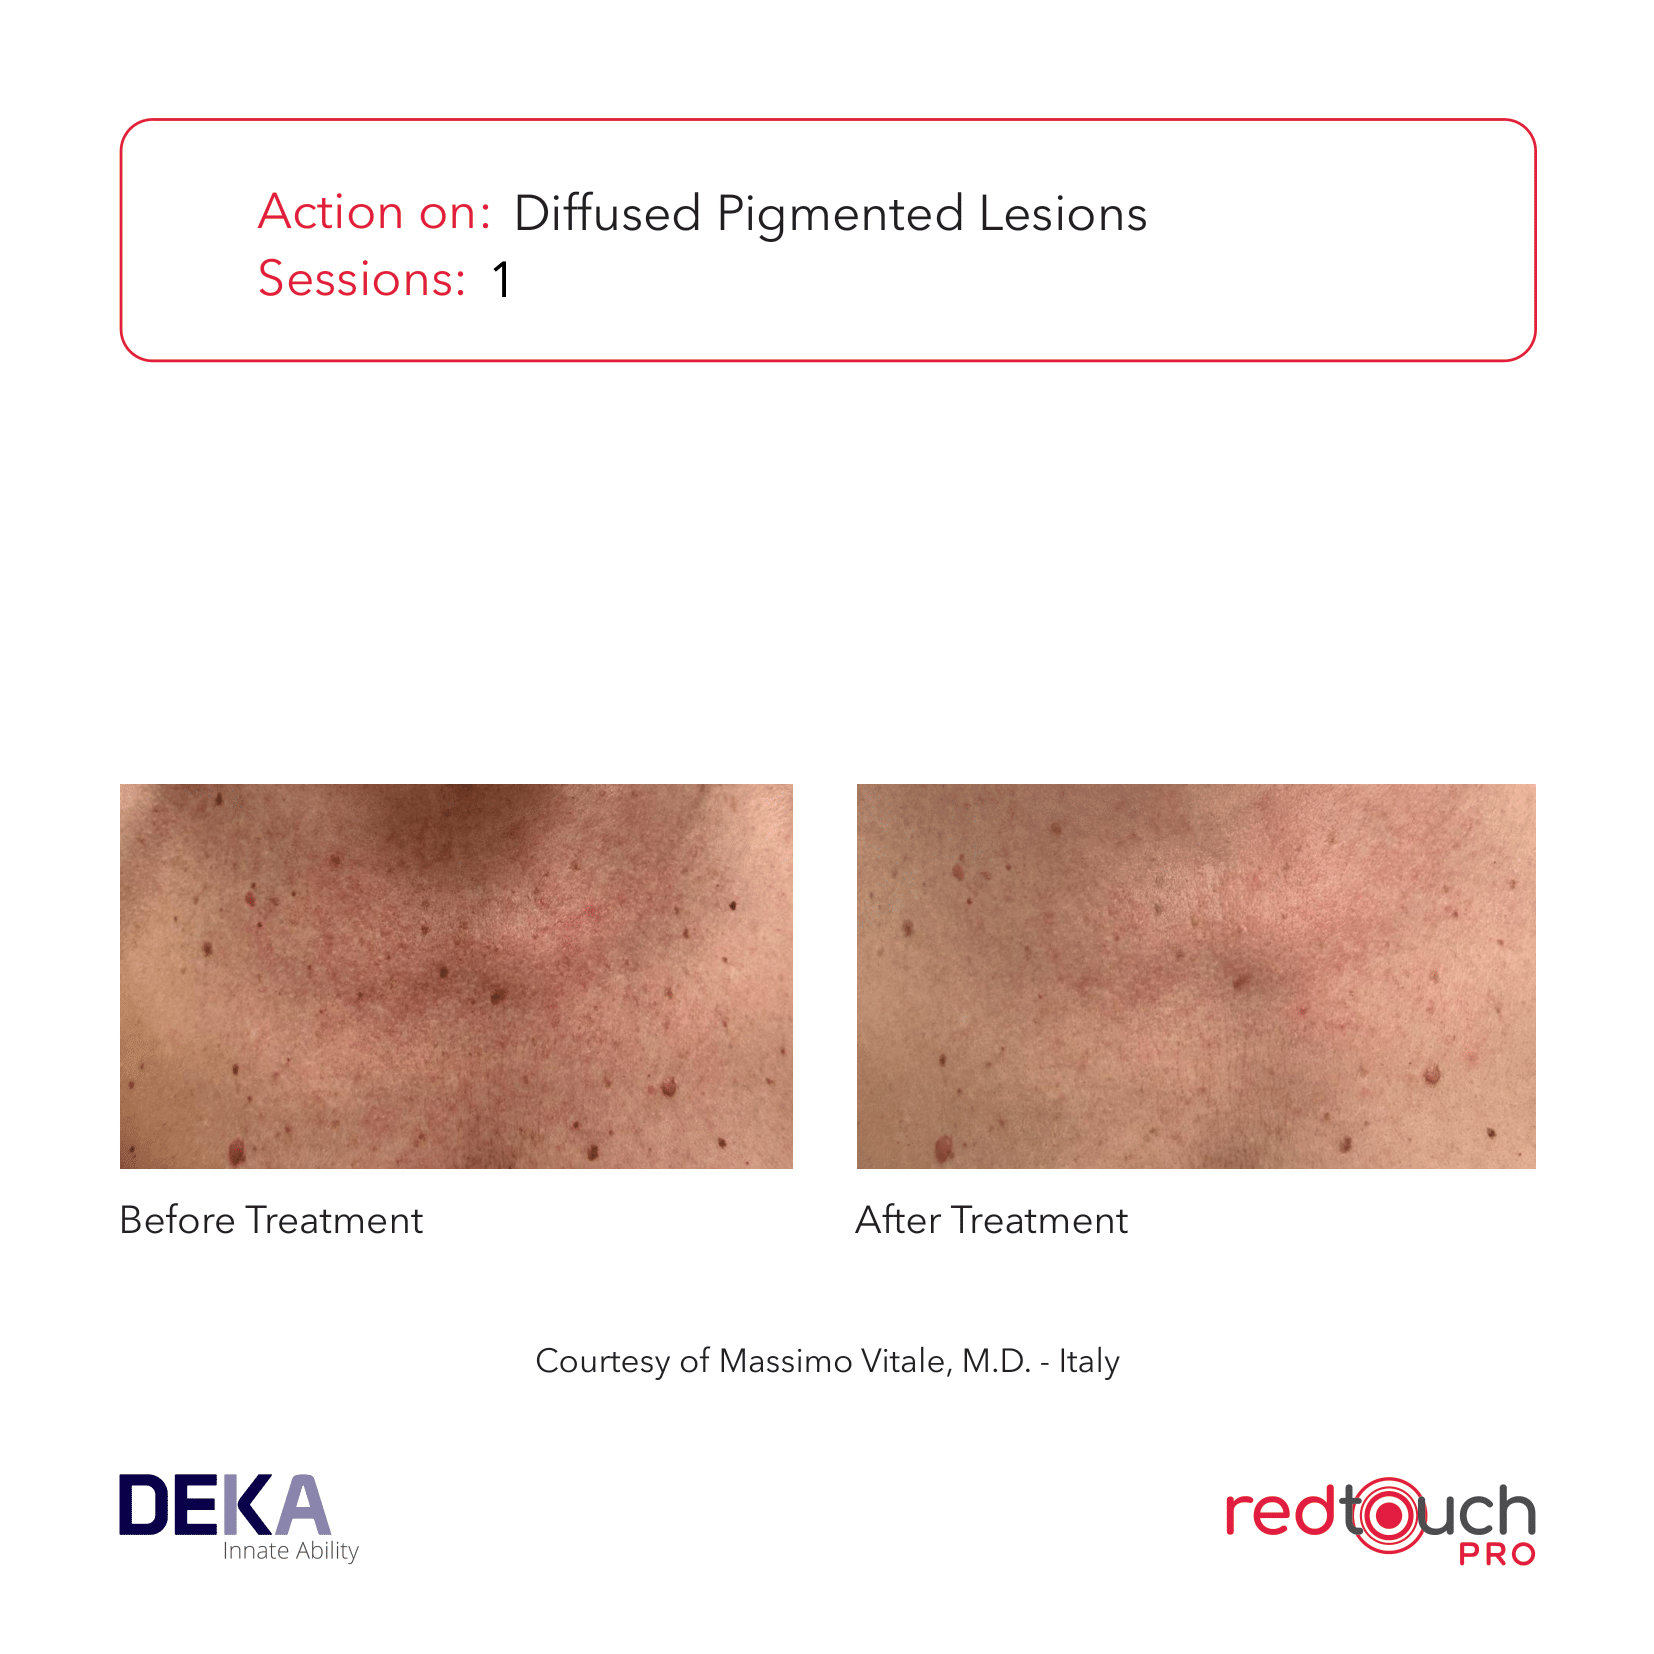 Action on: Diffused Pigmented Lesions
Sessions: 1
Before Treatment
After Treatment
Courtesy of Massimo Vitale, M.D. - Italy
DEKA
Innate Ability
redtouch
PRO